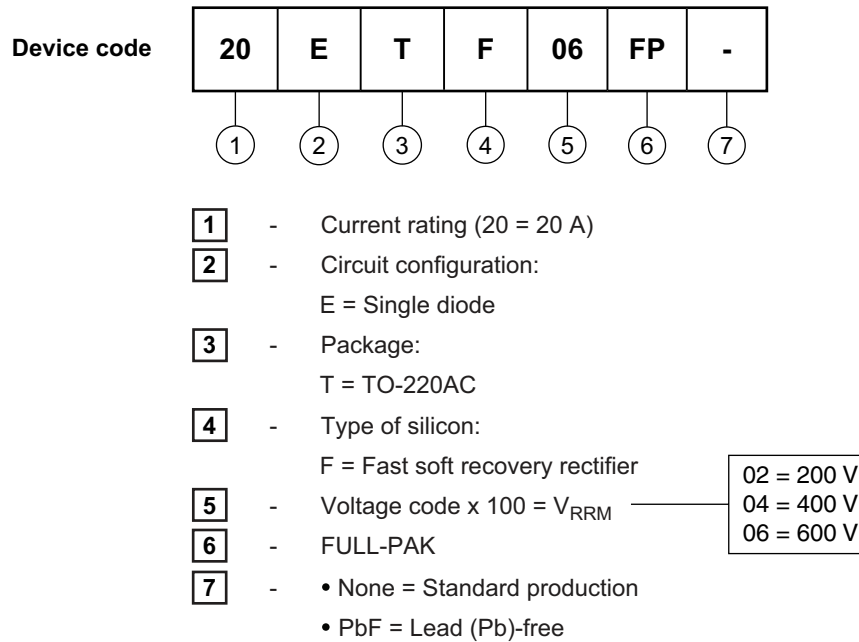 Device code 20 E T F 06 FP -
1 2 3 4 5 6 7
1 - Current rating (20 = 20 A)
2 - Circuit configuration:
E = Single diode
3 - Package:
T = TO-220AC
4 - Type of silicon:
F = Fast soft recovery rectifier
5 - Voltage code x 100 = VRRM
02 = 200 V
04 = 400 V
06 = 600 V
6 - FULL-PAK
7 - • None = Standard production
• PbF = Lead (Pb)-free